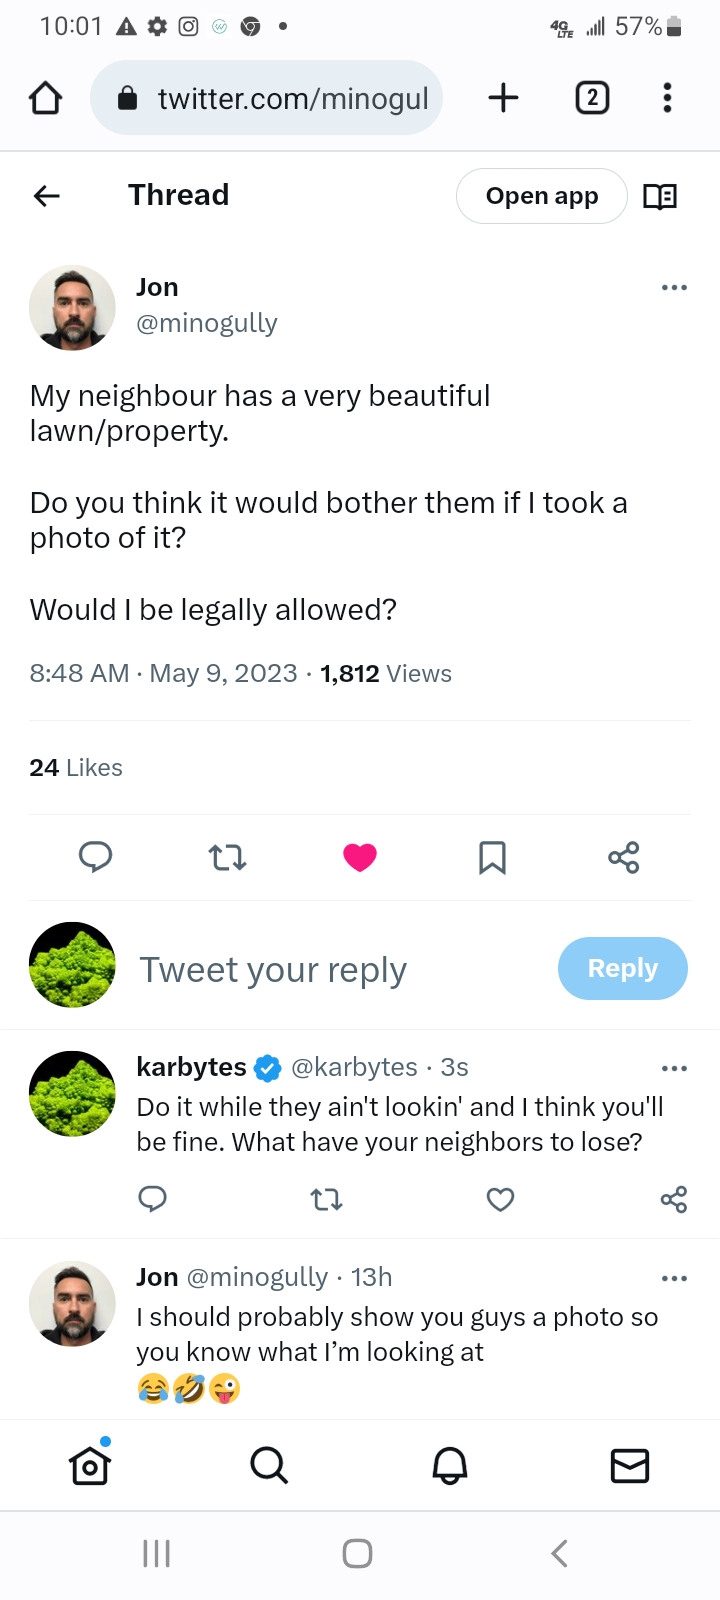 10:01
4G LTE 57%
twitter.com/minogul
2
Thread
Open app
Jon
@minogully
My neighbour has a very beautiful
lawn/property.
Do you think it would bother them if I took a
photo of it?
Would I be legally allowed?
8:48 AM · May 9, 2023 · 1,812 Views
24 Likes
Tweet your reply
Reply
karbytes @karbytes · 3s
Do it while they ain't lookin' and I think you'll
be fine. What have your neighbors to lose?
Jon @minogully · 13h
I should probably show you guys a photo so
you know what I’m looking at
😂🤣😜